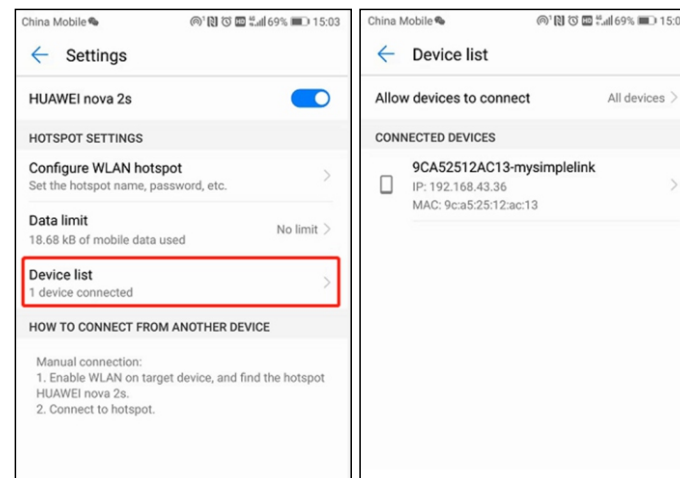 China Mobile
69% 15:03
Settings
HUAWEI nova 2s
HOTSPOT SETTINGS
Configure WLAN hotspot
Set the hotspot name, password, etc.
Data limit
18.68 kB of mobile data used
No limit
Device list
1 device connected
HOW TO CONNECT FROM ANOTHER DEVICE
Manual connection:
1. Enable WLAN on target device, and find the hotspot
HUAWEI nova 2s.
2. Connect to hotspot.
China Mobile
69% 15:0
Device list
Allow devices to connect
All devices
CONNECTED DEVICES
9CA52512AC13-mysimplelink
IP: 192.168.43.36
MAC: 9c:a5:25:12:ac:13